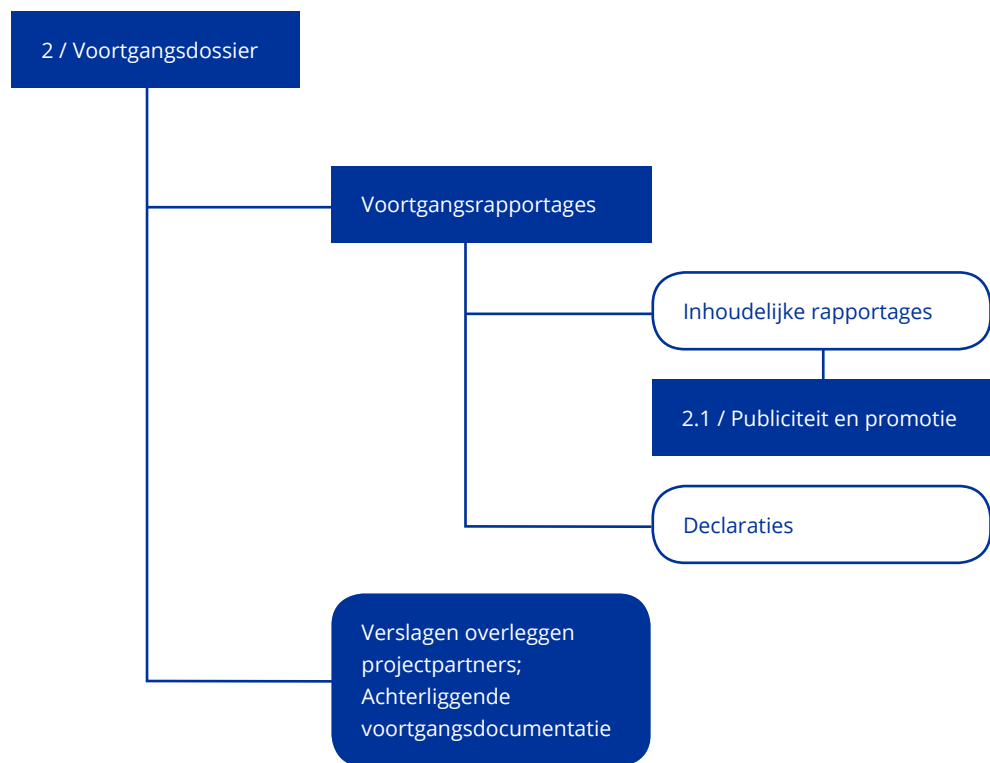 2 / Voortgangsdossier
Voortgangsrapportages
Inhoudelijke rapportages
2.1 / Publiciteit en promotie
Declaraties
Verslagen overleggen
projectpartners;
Achterliggende
voortgangsdocumentatie